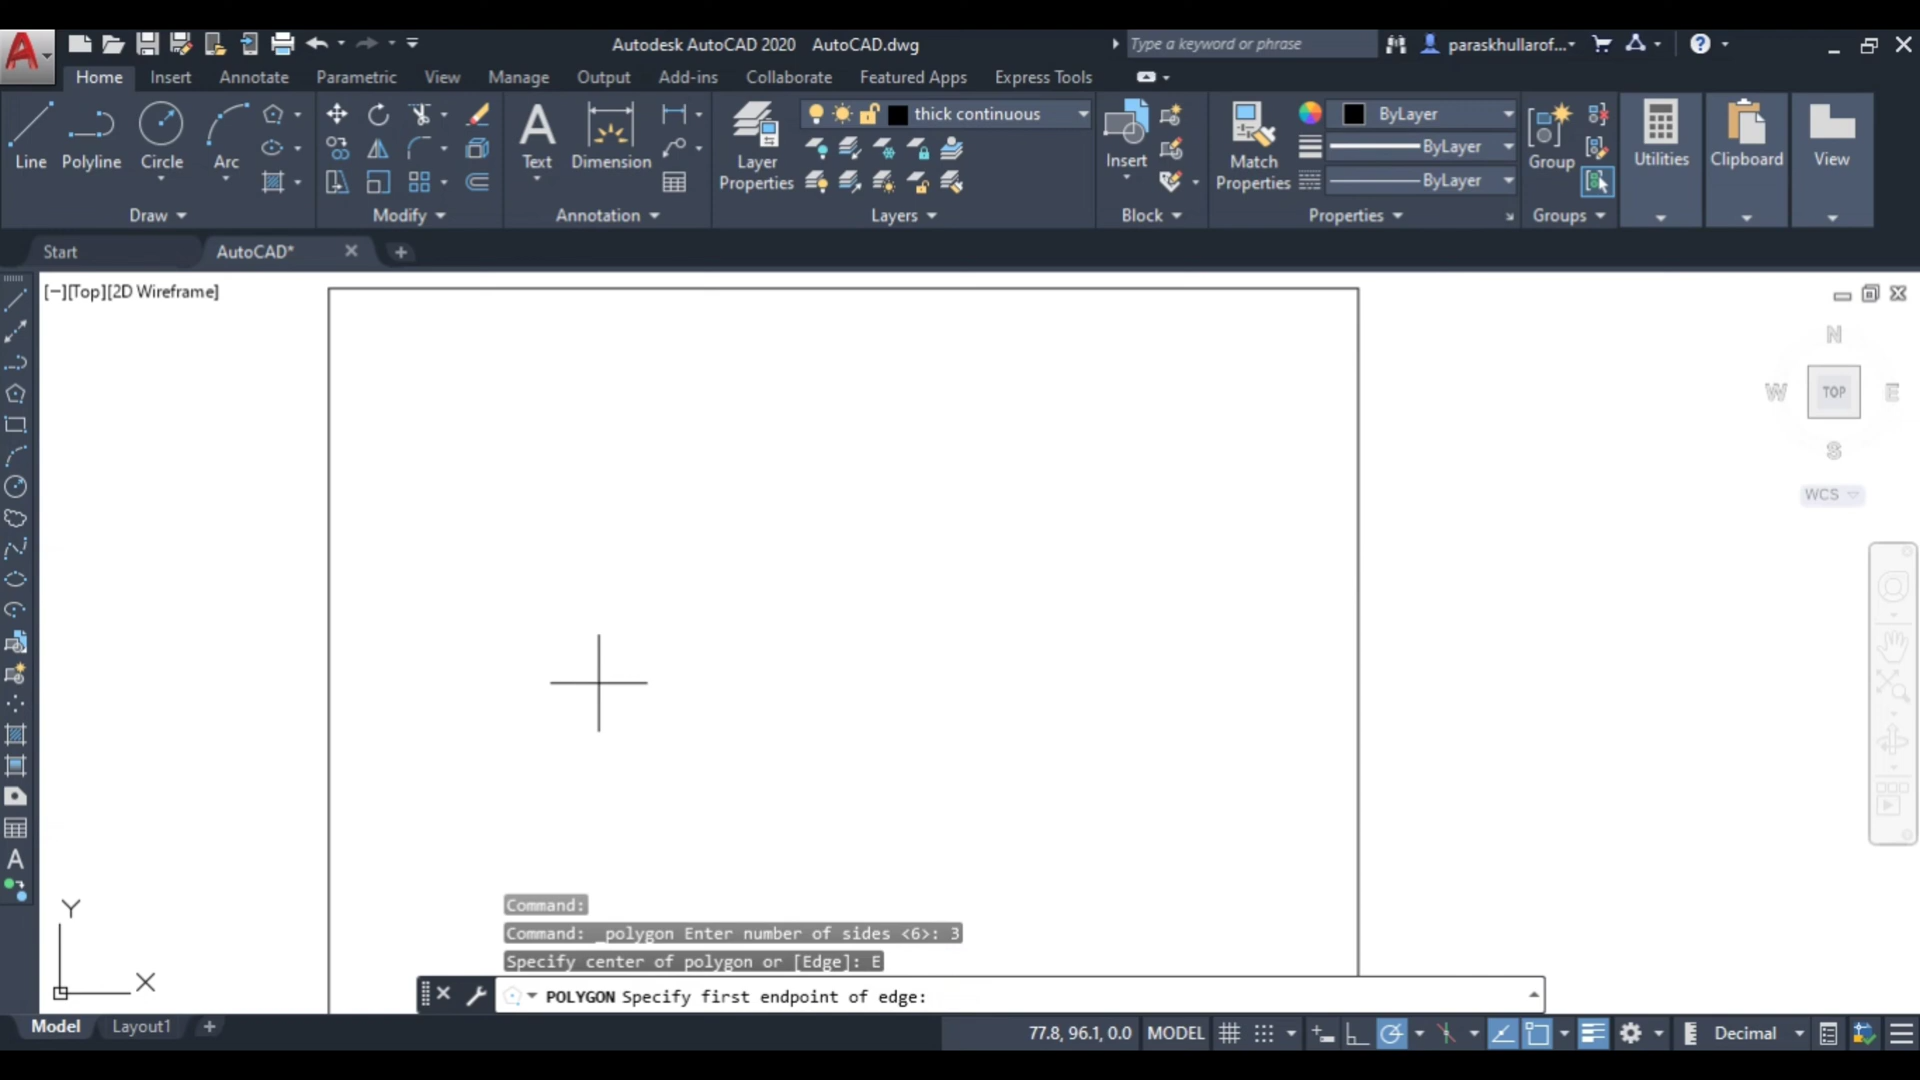 Autodesk AutoCAD 2020 AutoCAD.dwg Type a keyword or phrase paraskhullarof...
Home Insert Annotate Parametric View Manage Output Add-ins Collaborate Featured Apps Express Tools
thick continuous ByLayer
Line Polyline Circle Arc Text Dimension Layer Properties Insert Match Properties ByLayer Group Utilities Clipboard View
ByLayer
Draw Modify Annotation Layers Block Properties Groups
Start AutoCAD*
[−][Top][2D Wireframe]
N
W TOP E
S
WCS
Y
X
Command:
Command: _polygon Enter number of sides <6>: 3
Specify center of polygon or [Edge]: E
POLYGON Specify first endpoint of edge:
Model Layout1 77.8, 96.1, 0.0 MODEL Decimal